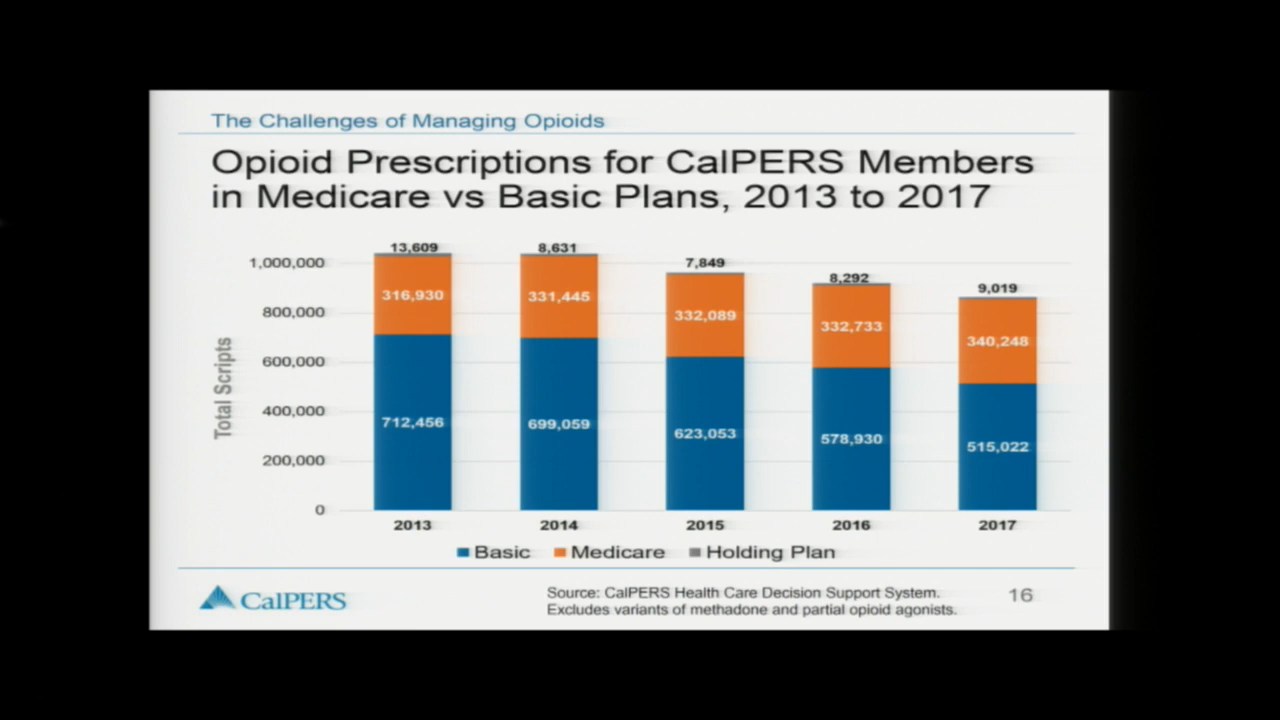 The Challenges of Managing Opioids
Opioid Prescriptions for CalPERS Members
in Medicare vs Basic Plans, 2013 to 2017
Total Scripts
1,000,000
800,000
600,000
400,000
200,000
0
13,609
316,930
712,456
8,631
331,445
699,059
7,849
332,089
623,053
8,292
332,733
578,930
9,019
340,248
515,022
2013 2014 2015 2016 2017
Basic Medicare Holding Plan
CalPERS
Source: CalPERS Health Care Decision Support System.
Excludes variants of methadone and partial opioid agonists.
16